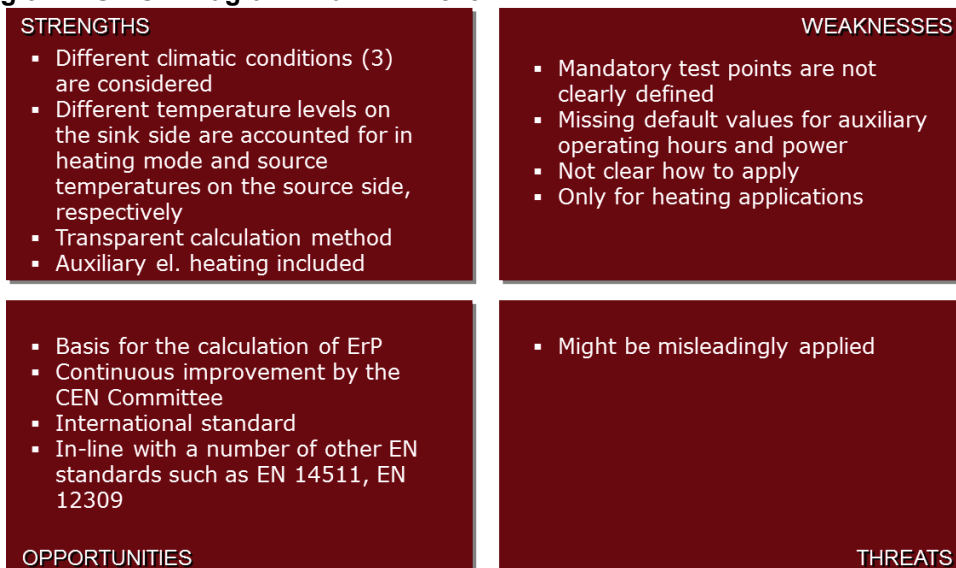 STRENGTHS
▪ Different climatic conditions (3)
are considered
▪ Different temperature levels on
the sink side are accounted for in
heating mode and source
temperatures on the source side,
respectively
▪ Transparent calculation method
▪ Auxiliary el. heating included
WEAKNESSES
▪ Mandatory test points are not
clearly defined
▪ Missing default values for auxiliary
operating hours and power
▪ Not clear how to apply
▪ Only for heating applications
▪ Basis for the calculation of ErP
▪ Continuous improvement by the
CEN Committee
▪ International standard
▪ In-line with a number of other EN
standards such as EN 14511, EN
12309
OPPORTUNITIES
▪ Might be misleadingly applied
THREATS